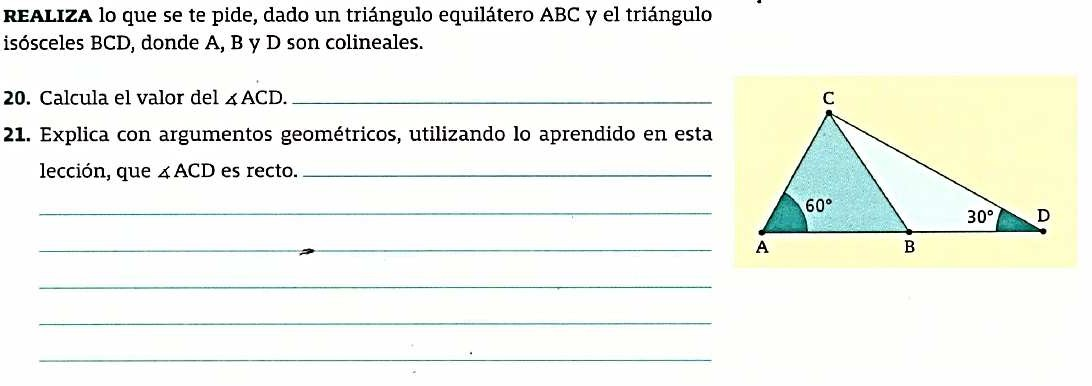 REALIZA lo que se te pide, dado un triángulo equilátero ABC y el triángulo
isósceles BCD, donde A, B y D son colineales.
20. Calcula el valor del ∡ACD.
21. Explica con argumentos geométricos, utilizando lo aprendido en esta
lección, que ∡ACD es recto.
C
60°
30°
D
A
B